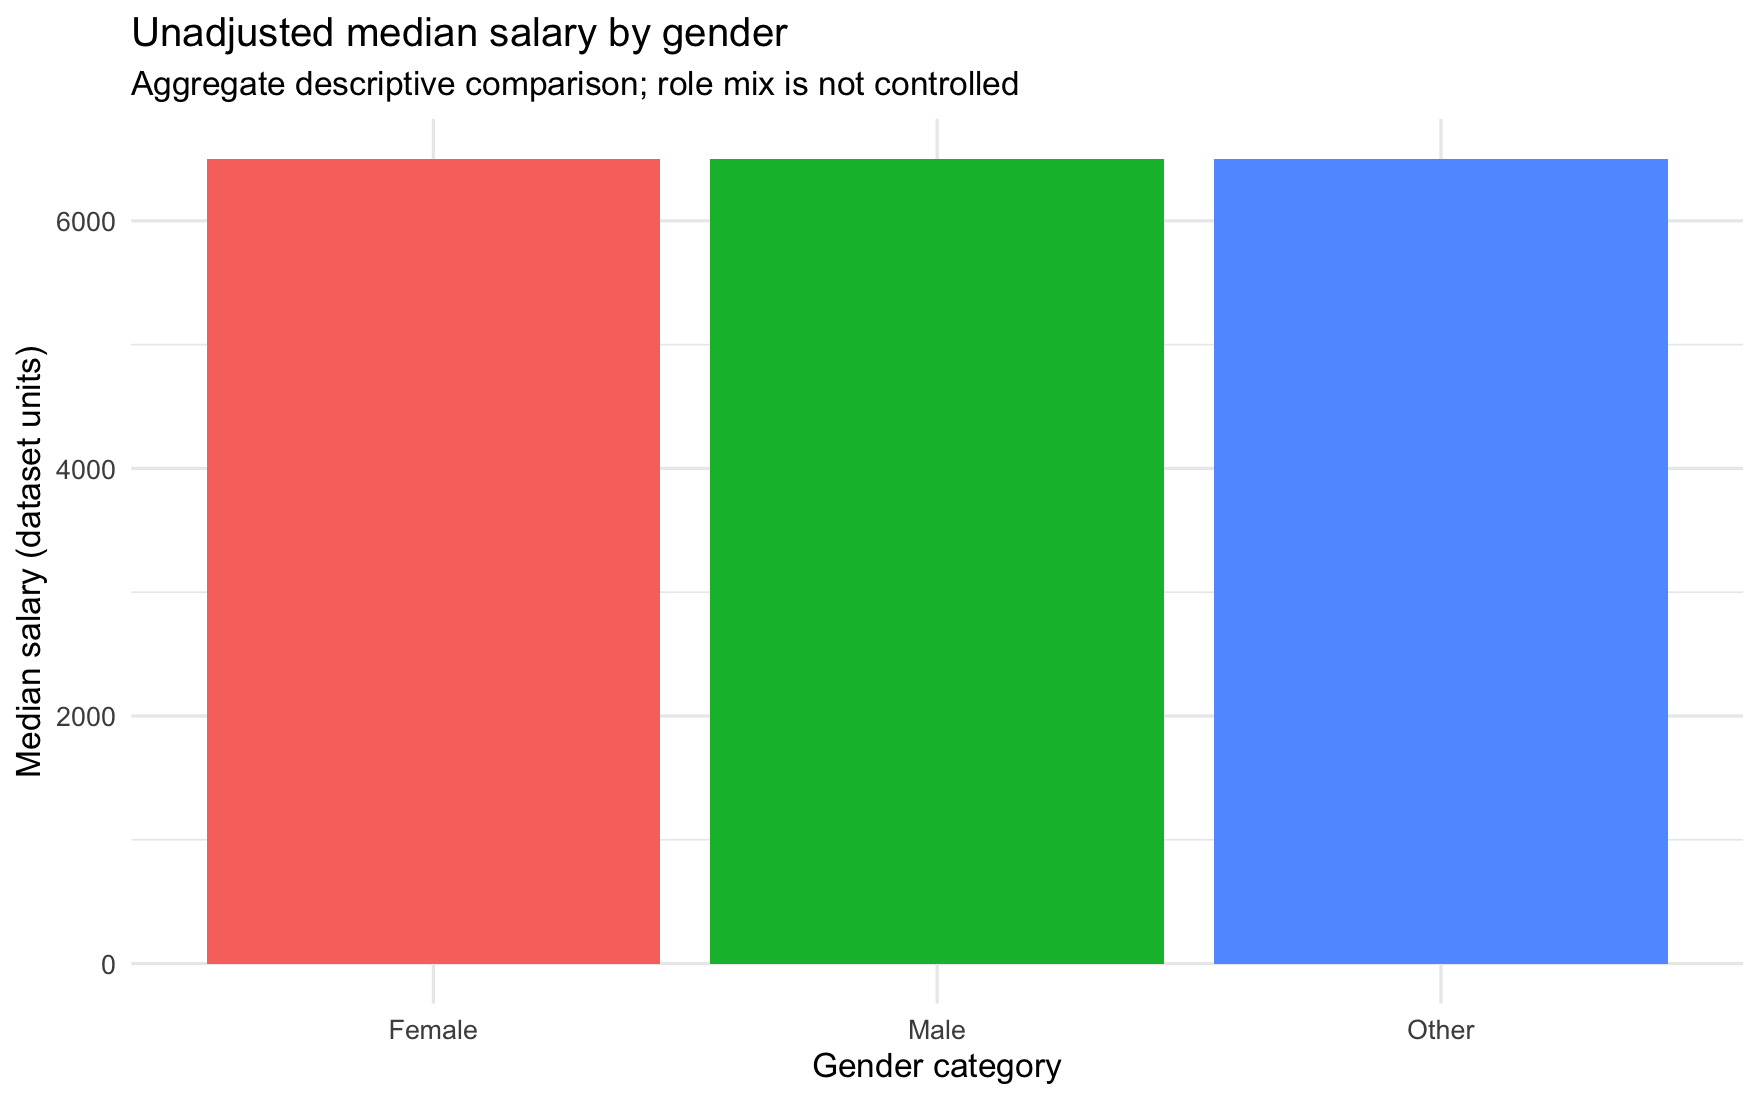 Unadjusted median salary by gender
Aggregate descriptive comparison; role mix is not controlled
Median salary (dataset units)
6000
4000
2000
0
Female
Male
Other
Gender category